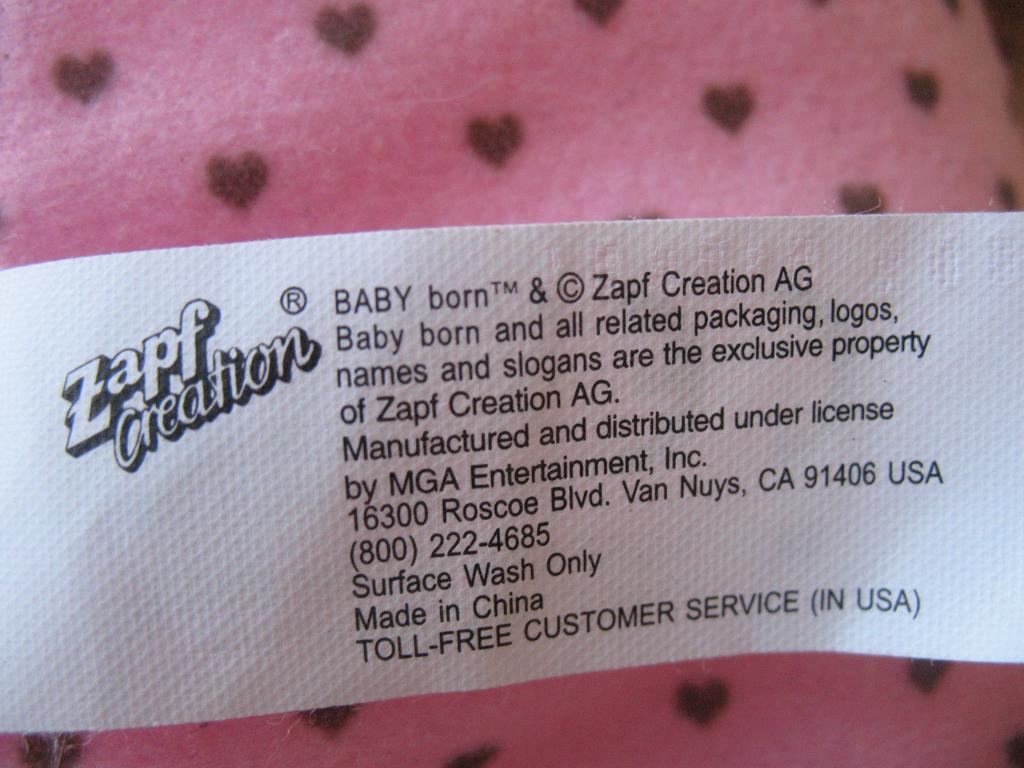 Zapf
Creation
®
BABY born™ & © Zapf Creation AG
Baby born and all related packaging, logos,
names and slogans are the exclusive property
of Zapf Creation AG.
Manufactured and distributed under license
by MGA Entertainment, Inc.
16300 Roscoe Blvd. Van Nuys, CA 91406 USA
(800) 222-4685
Surface Wash Only
Made in China
TOLL-FREE CUSTOMER SERVICE (IN USA)